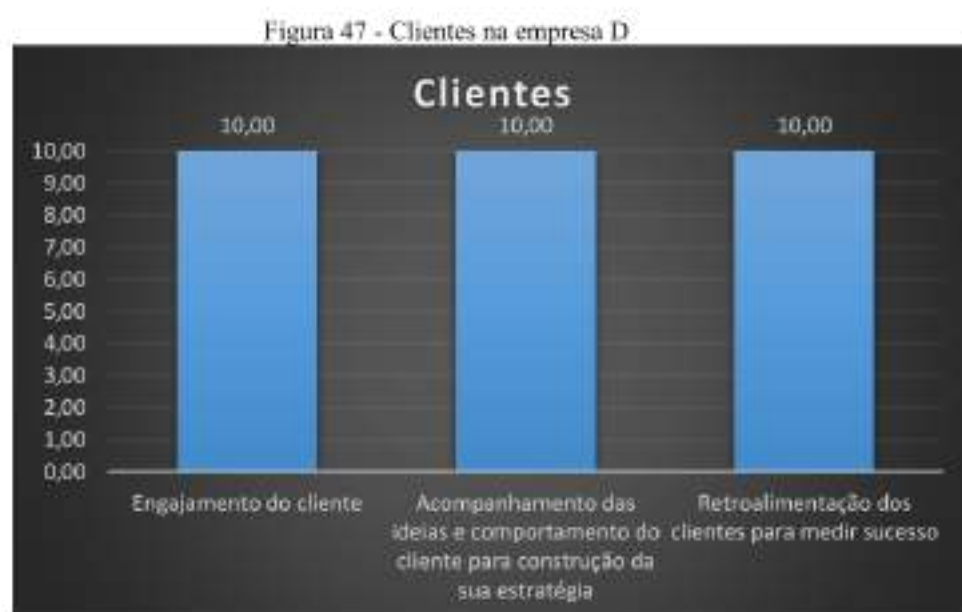 Figura 47 - Clientes na empresa D
Clientes
10,00 10,00 10,00
10,00
9,00
8,00
7,00
6,00
5,00
4,00
3,00
2,00
1,00
0,00
Engajamento do cliente
Acompanhamento das
ideias e comportamento do
cliente para construção da
sua estratégia
Retroalimentação dos
clientes para medir sucesso